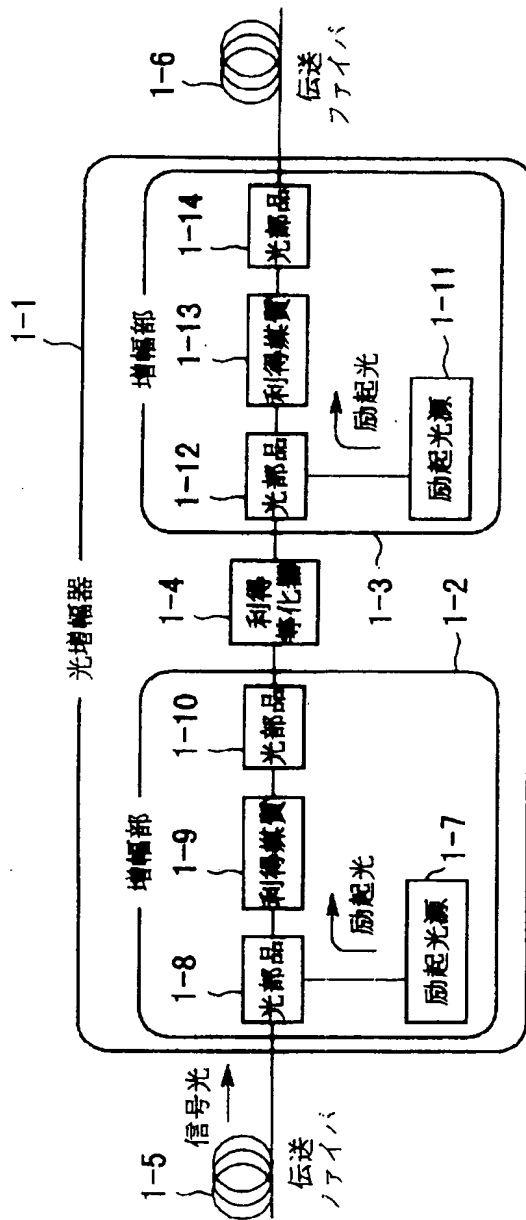 1-1
光増幅器
増幅部
増幅部
1-5
信号光
伝送
ファイバ
1-8
光部品
1-9
利得媒質
1-10
光部品
励起光
1-7
励起光源
1-2
1-4
利得
等化器
1-3
1-12
光部品
1-13
利得媒質
1-14
光部品
励起光
1-11
励起光源
1-6
伝送
ファイバ